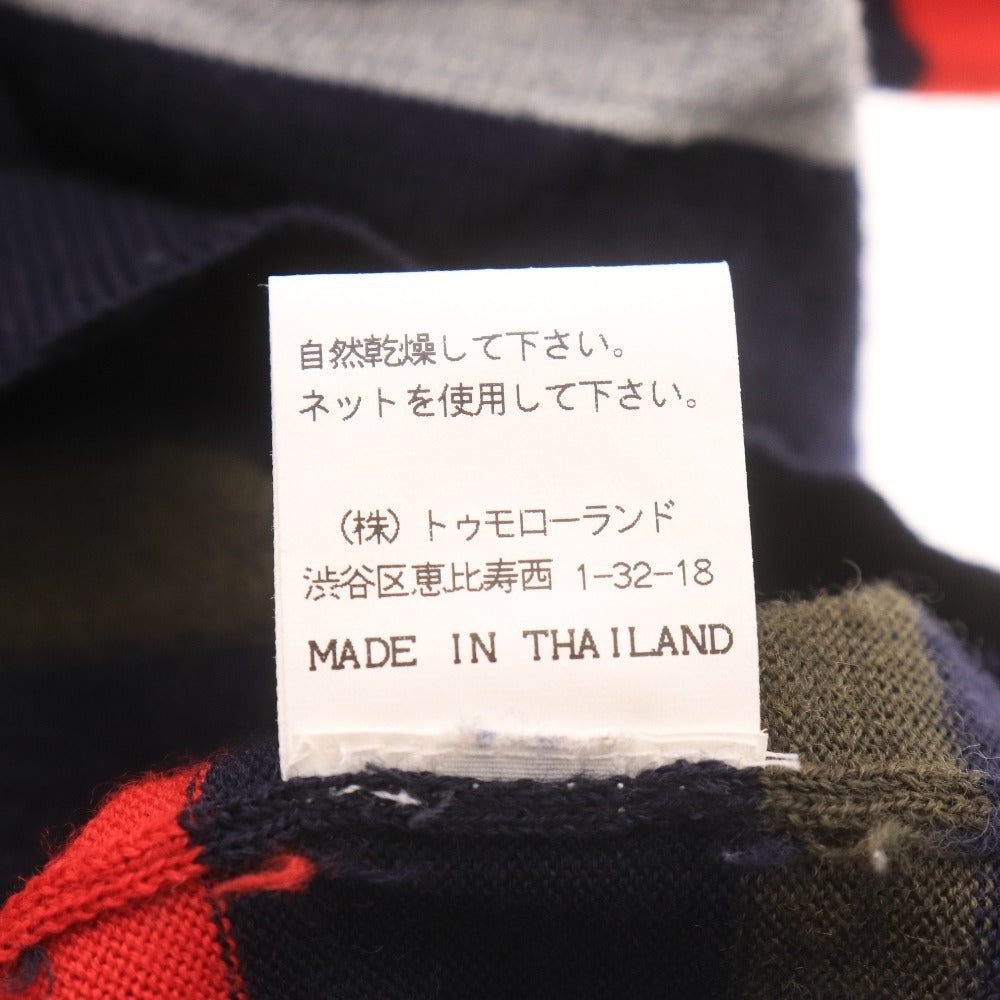 自然乾燥して下さい。
ネットを使用して下さい。
(株)トゥモローランド
渋谷区恵比寿西 1-32-18
MADE IN THAILAND